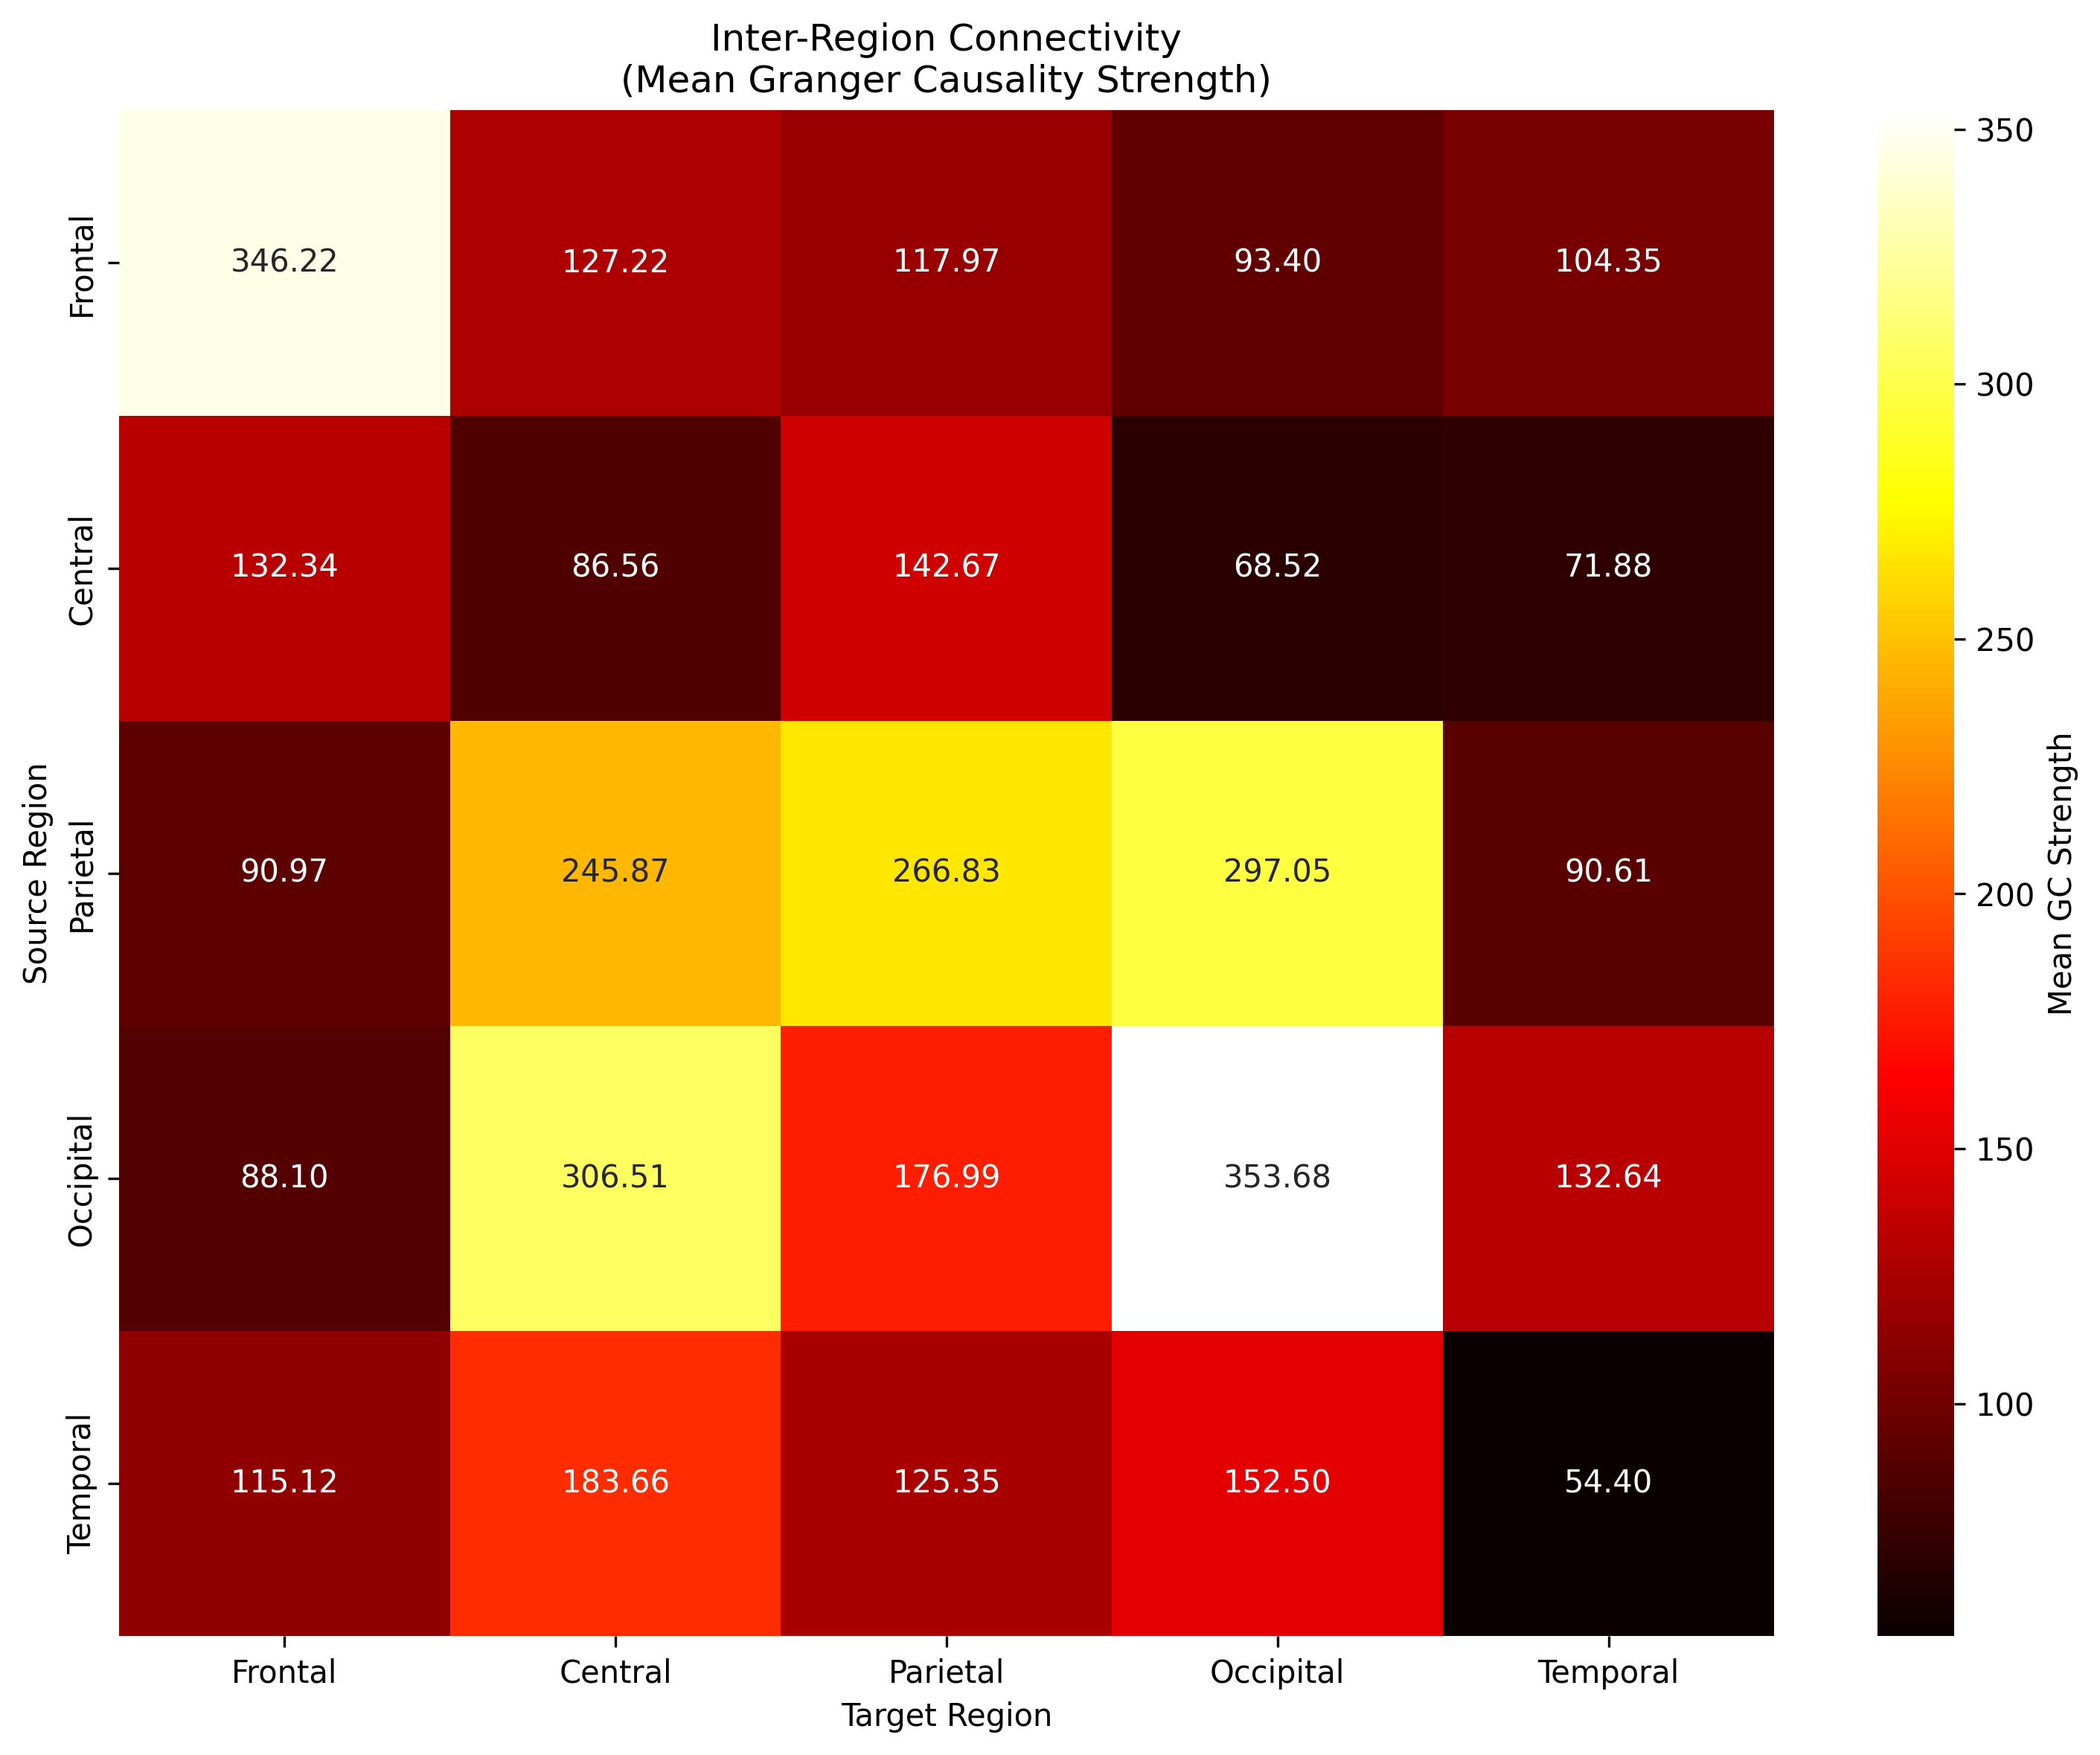 Inter-Region Connectivity
(Mean Granger Causality Strength)
Source Region
Frontal
346.22 127.22 117.97 93.40 104.35
Central
132.34 86.56 142.67 68.52 71.88
Parietal
90.97 245.87 266.83 297.05 90.61
Occipital
88.10 306.51 176.99 353.68 132.64
Temporal
115.12 183.66 125.35 152.50 54.40
Frontal Central Parietal Occipital Temporal
Target Region
350
300
250
200
150
100
Mean GC Strength